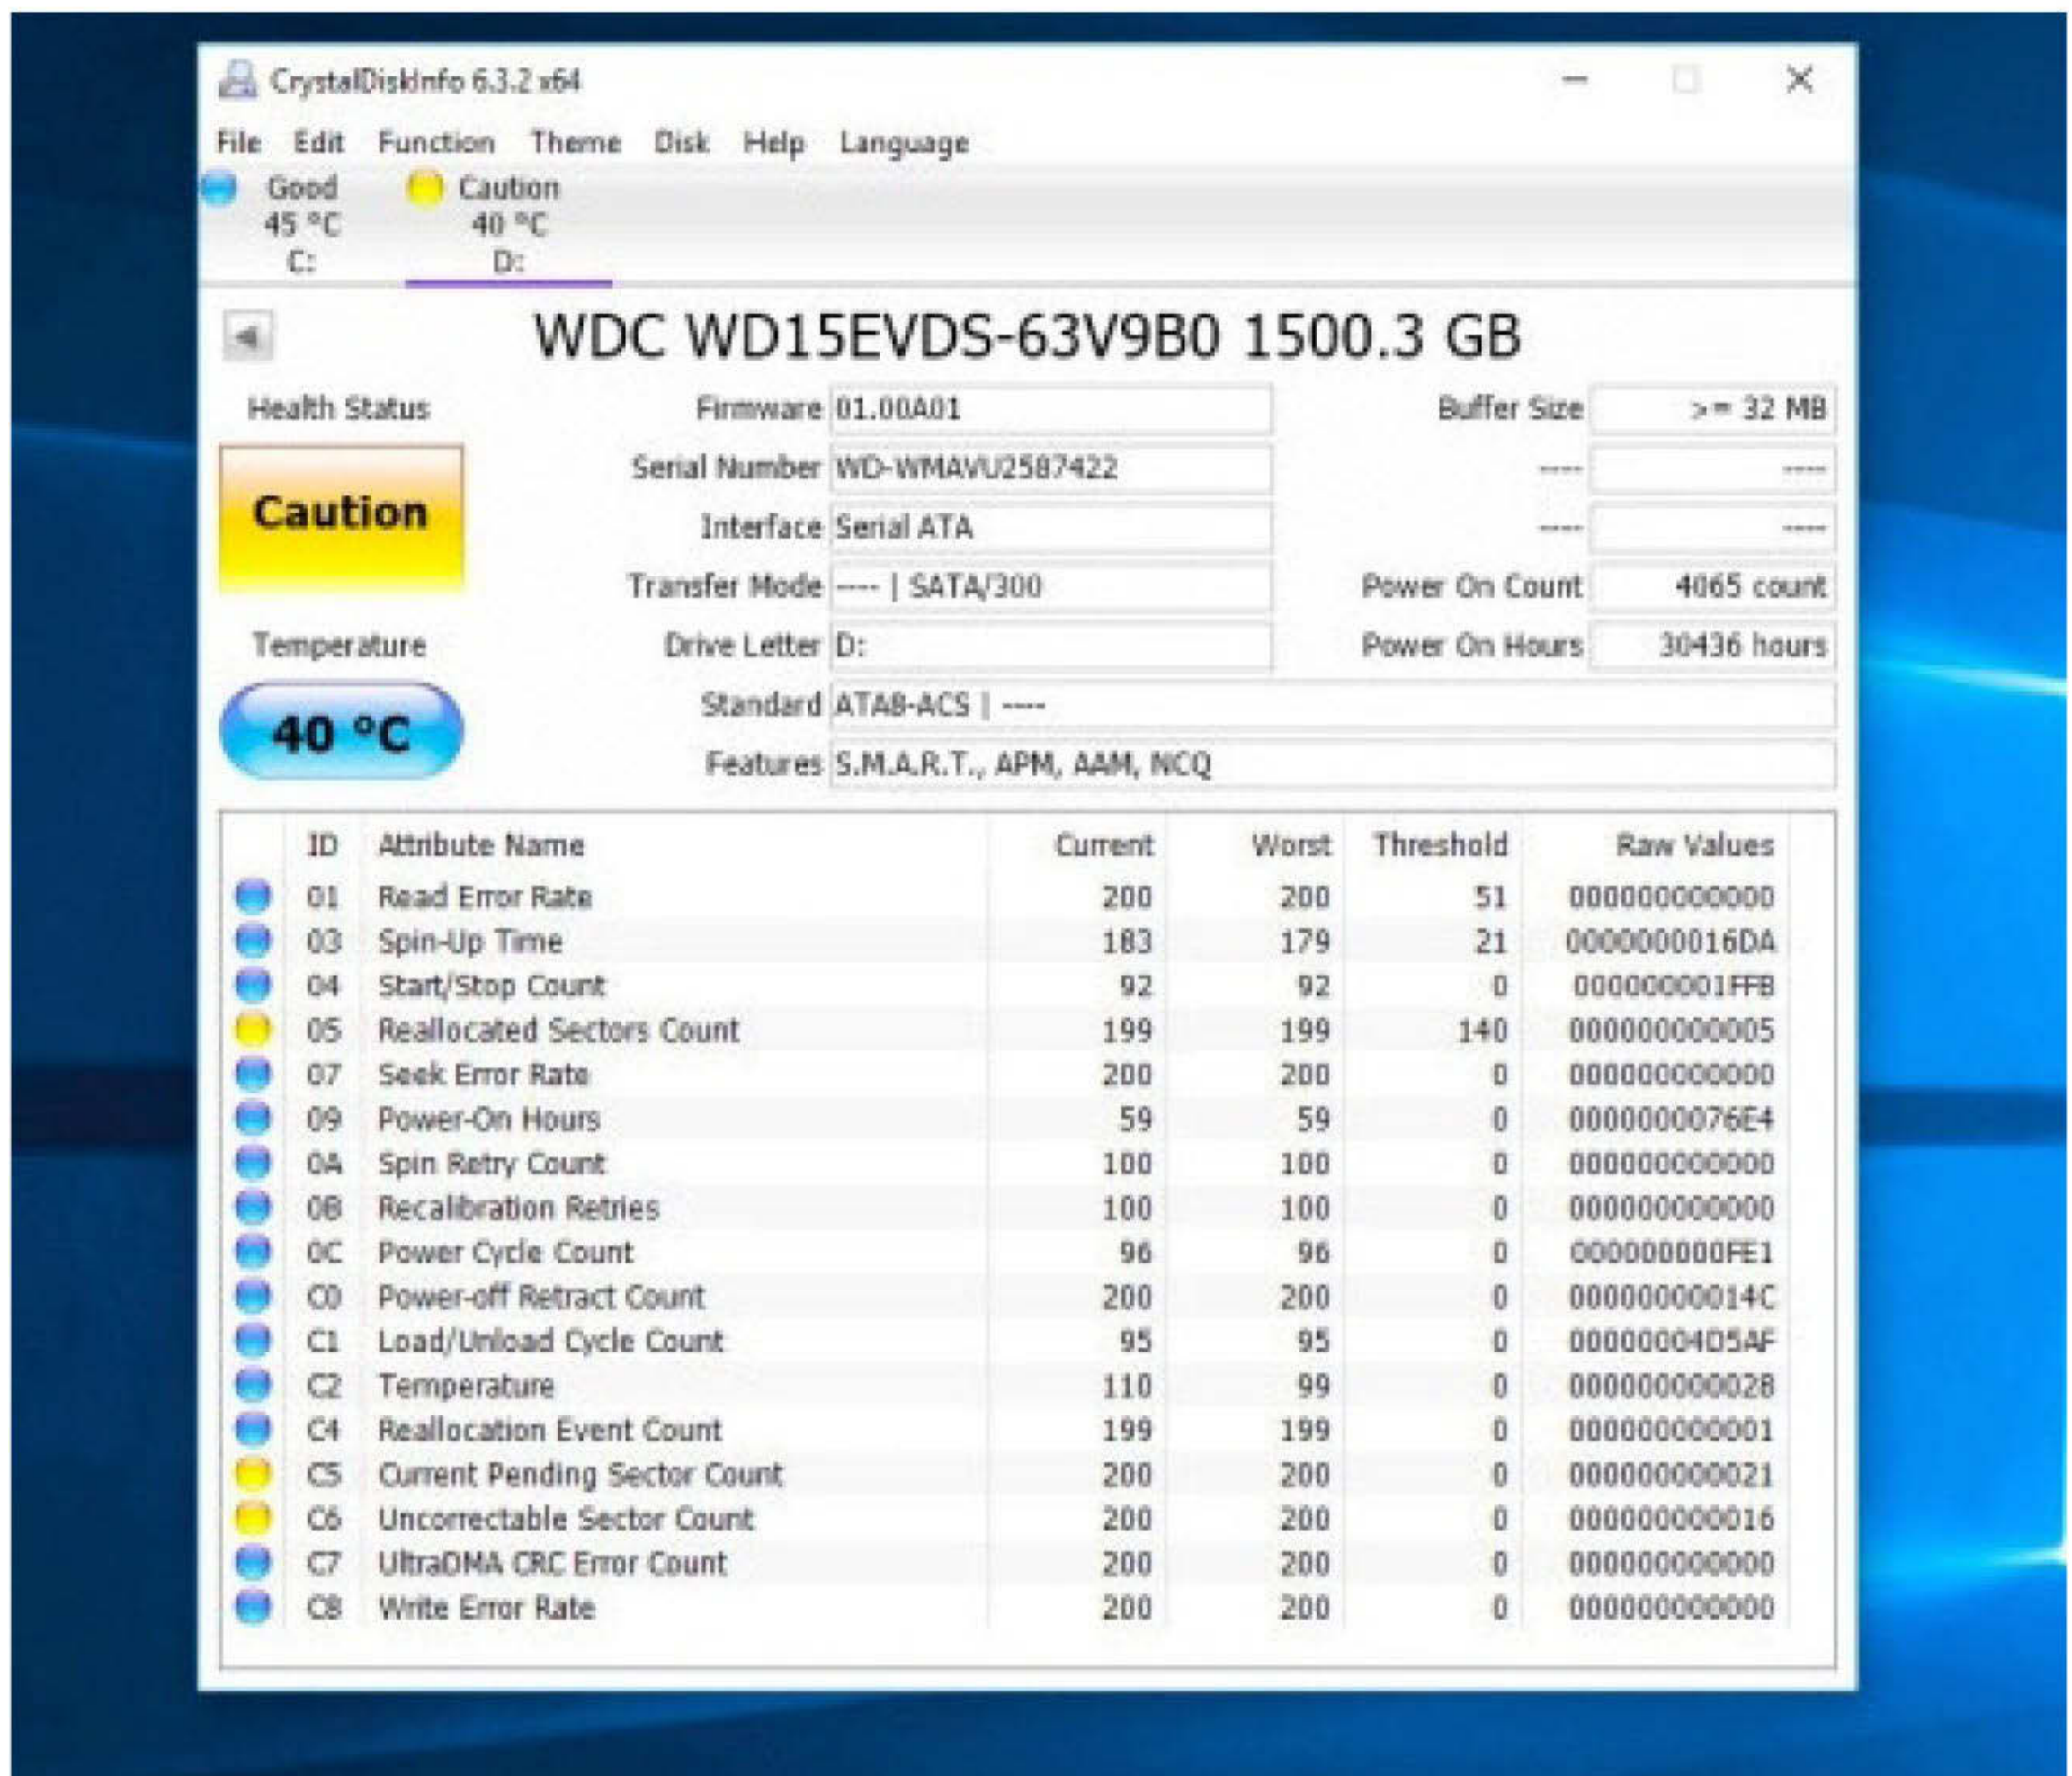 CrystalDiskInfo 6.3.2 x64
File Edit Function Theme Disk Help Language
Good Caution
45 °C 40 °C
C: D:
WDC WD15EVDS-63V9B0 1500.3 GB
Health Status Firmware 01.00A01 Buffer Size >= 32 MB
Serial Number WD-WMAVU2587422 ---- ----
Caution Interface Serial ATA ---- ----
Transfer Mode ---- | SATA/300 Power On Count 4065 count
Temperature Drive Letter D: Power On Hours 30436 hours
40 °C Standard ATA8-ACS | ----
Features S.M.A.R.T., APM, AAM, NCQ
ID Attribute Name Current Worst Threshold Raw Values
01 Read Error Rate 200 200 51 000000000000
03 Spin-Up Time 183 179 21 0000000016DA
04 Start/Stop Count 92 92 0 000000001FFB
05 Reallocated Sectors Count 199 199 140 000000000005
07 Seek Error Rate 200 200 0 000000000000
09 Power-On Hours 59 59 0 0000000076E4
0A Spin Retry Count 100 100 0 000000000000
0B Recalibration Retries 100 100 0 000000000000
0C Power Cycle Count 96 96 0 000000000FE1
C0 Power-off Retract Count 200 200 0 00000000014C
C1 Load/Unload Cycle Count 95 95 0 00000004D5AF
C2 Temperature 110 99 0 000000000028
C4 Reallocation Event Count 199 199 0 000000000001
C5 Current Pending Sector Count 200 200 0 000000000021
C6 Uncorrectable Sector Count 200 200 0 000000000016
C7 UltraDMA CRC Error Count 200 200 0 000000000000
C8 Write Error Rate 200 200 0 000000000000